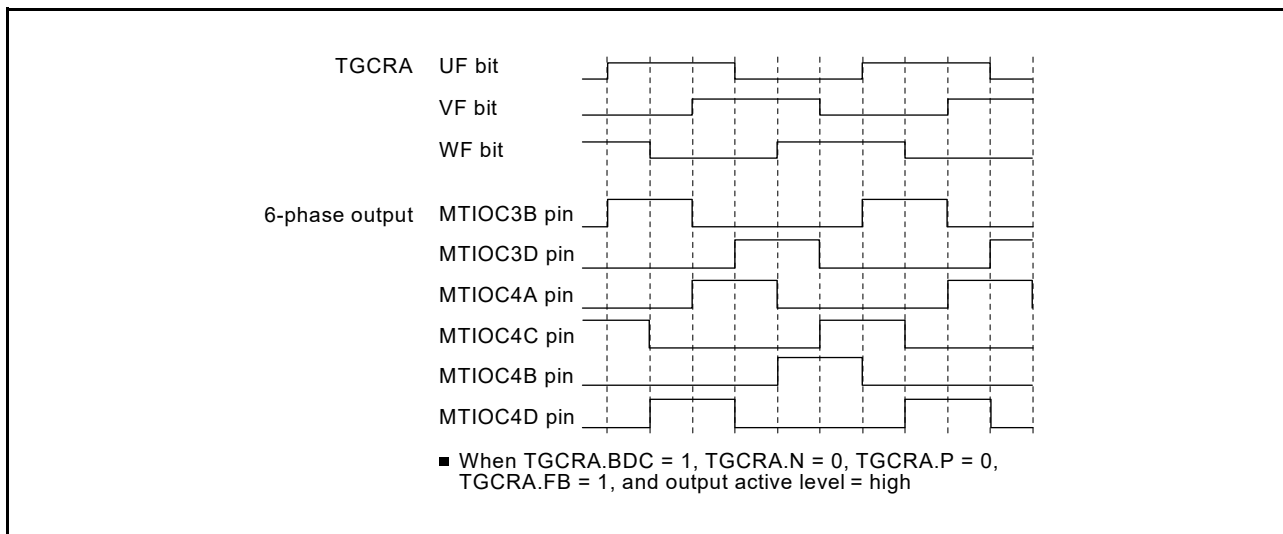 TGCRA UF bit
VF bit
WF bit
6-phase output MTIOC3B pin
MTIOC3D pin
MTIOC4A pin
MTIOC4C pin
MTIOC4B pin
MTIOC4D pin
■ When TGCRA.BDC = 1, TGCRA.N = 0, TGCRA.P = 0,
TGCRA.FB = 1, and output active level = high